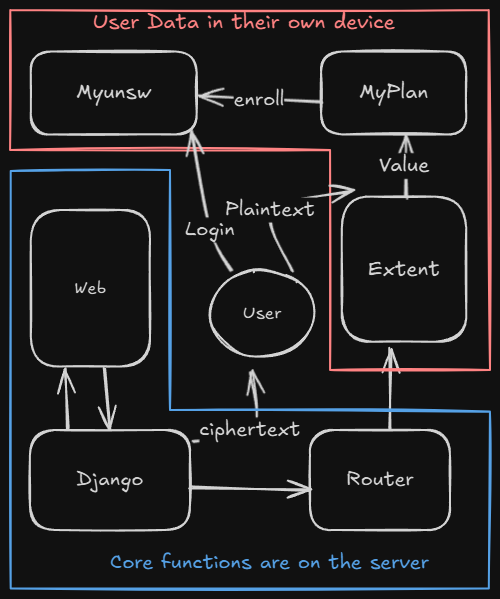 User Data in their own device
Myunsw
enroll
MyPlan
Value
Plaintext
Login
Web
User
Extent
_ciphertext
Django
Router
Core functions are on the server